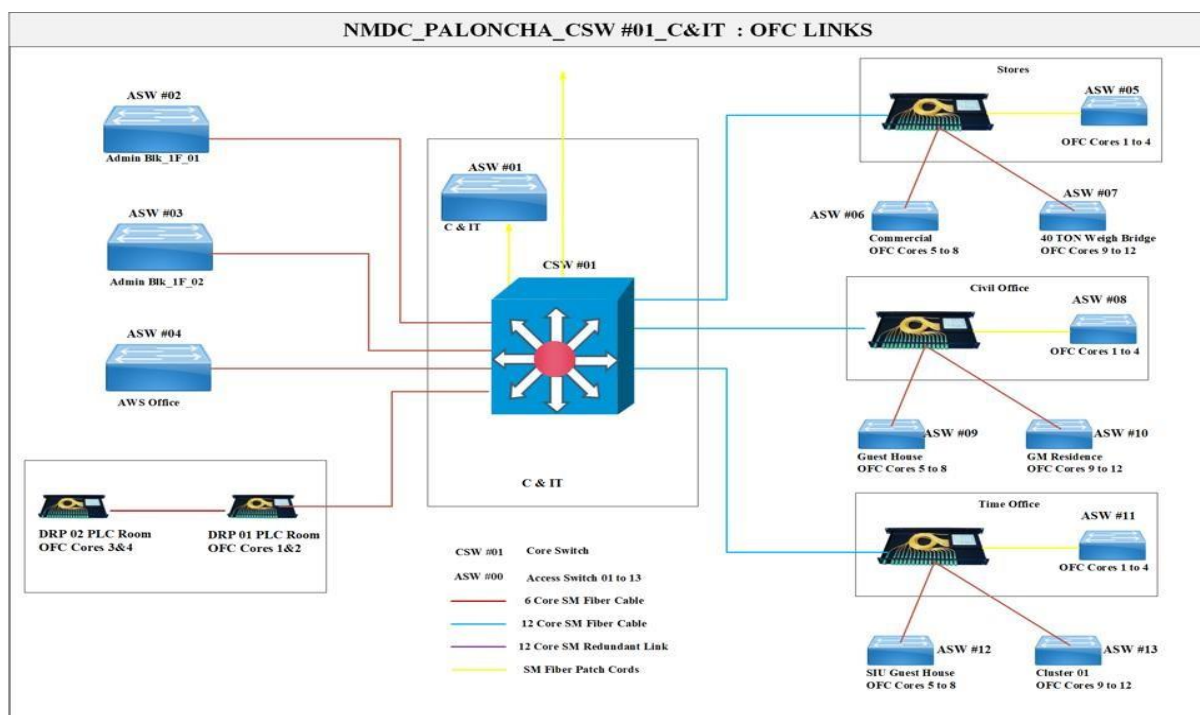 NMDC_PALONCHA_CSW #01_C&IT : OFC LINKS
ASW #02
Admin Blk_1F_01
ASW #03
Admin Blk_1F_02
ASW #04
AWS Office
DRP 02 PLC Room
OFC Cores 3&4
DRP 01 PLC Room
OFC Cores 1&2
ASW #01
C & IT
CSW #01
C & IT
CSW #01 Core Switch
ASW #00 Access Switch 01 to 13
6 Core SM Fiber Cable
12 Core SM Fiber Cable
12 Core SM Redundant Link
SM Fiber Patch Cords
Stores
ASW #05
OFC Cores 1 to 4
ASW #06
Commercial
OFC Cores 5 to 8
ASW #07
40 TON Weigh Bridge
OFC Cores 9 to 12
Civil Office
ASW #08
OFC Cores 1 to 4
ASW #09
Guest House
OFC Cores 5 to 8
ASW #10
GM Residence
OFC Cores 9 to 12
Time Office
ASW #11
OFC Cores 1 to 4
ASW #12
SIU Guest House
OFC Cores 5 to 8
ASW #13
Cluster 01
OFC Cores 9 to 12